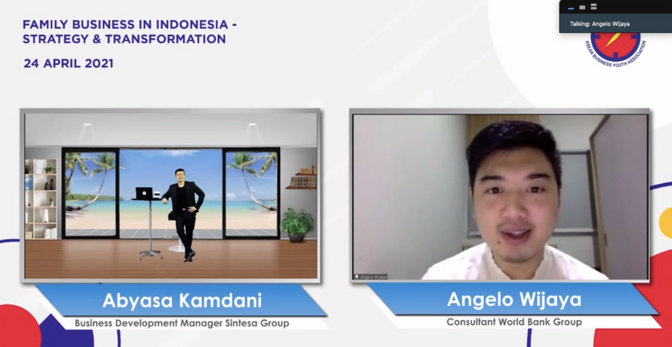 FAMILY BUSINESS IN INDONESIA -
STRATEGY & TRANSFORMATION
24 APRIL 2021
Talking: Angelo Wijaya
ASEAN BUSINESS YOUTH ASSOCIATION
Angelo Wijaya
Abyasa Kamdani
Business Development Manager Sintesa Group
Angelo Wijaya
Consultant World Bank Group